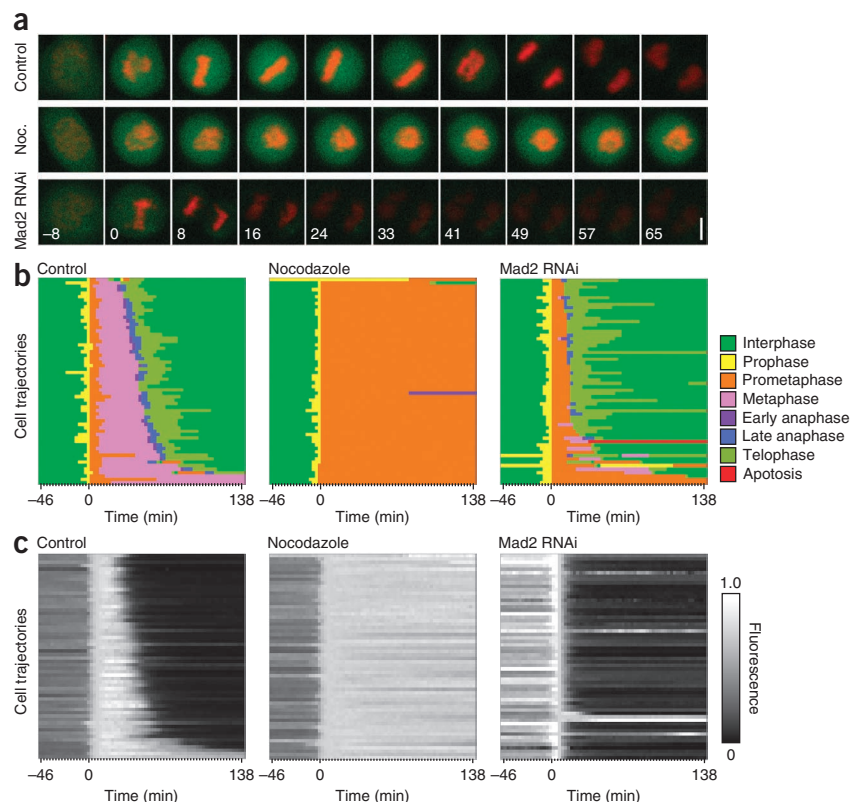 a
Control
Noc.
Mad2 RNAi
–8 0 8 16 24 33 41 49 57 65
b
Control Nocodazole Mad2 RNAi
Cell trajectories
Interphase
Prophase
Prometaphase
Metaphase
Early anaphase
Late anaphase
Telophase
Apotosis
–46 0 138 –46 0 138 –46 0 138
Time (min) Time (min) Time (min)
c
Control Nocodazole Mad2 RNAi
Cell trajectories
1.0
Fluorescence
0
–46 0 138 –46 0 138 –46 0 138
Time (min) Time (min) Time (min)